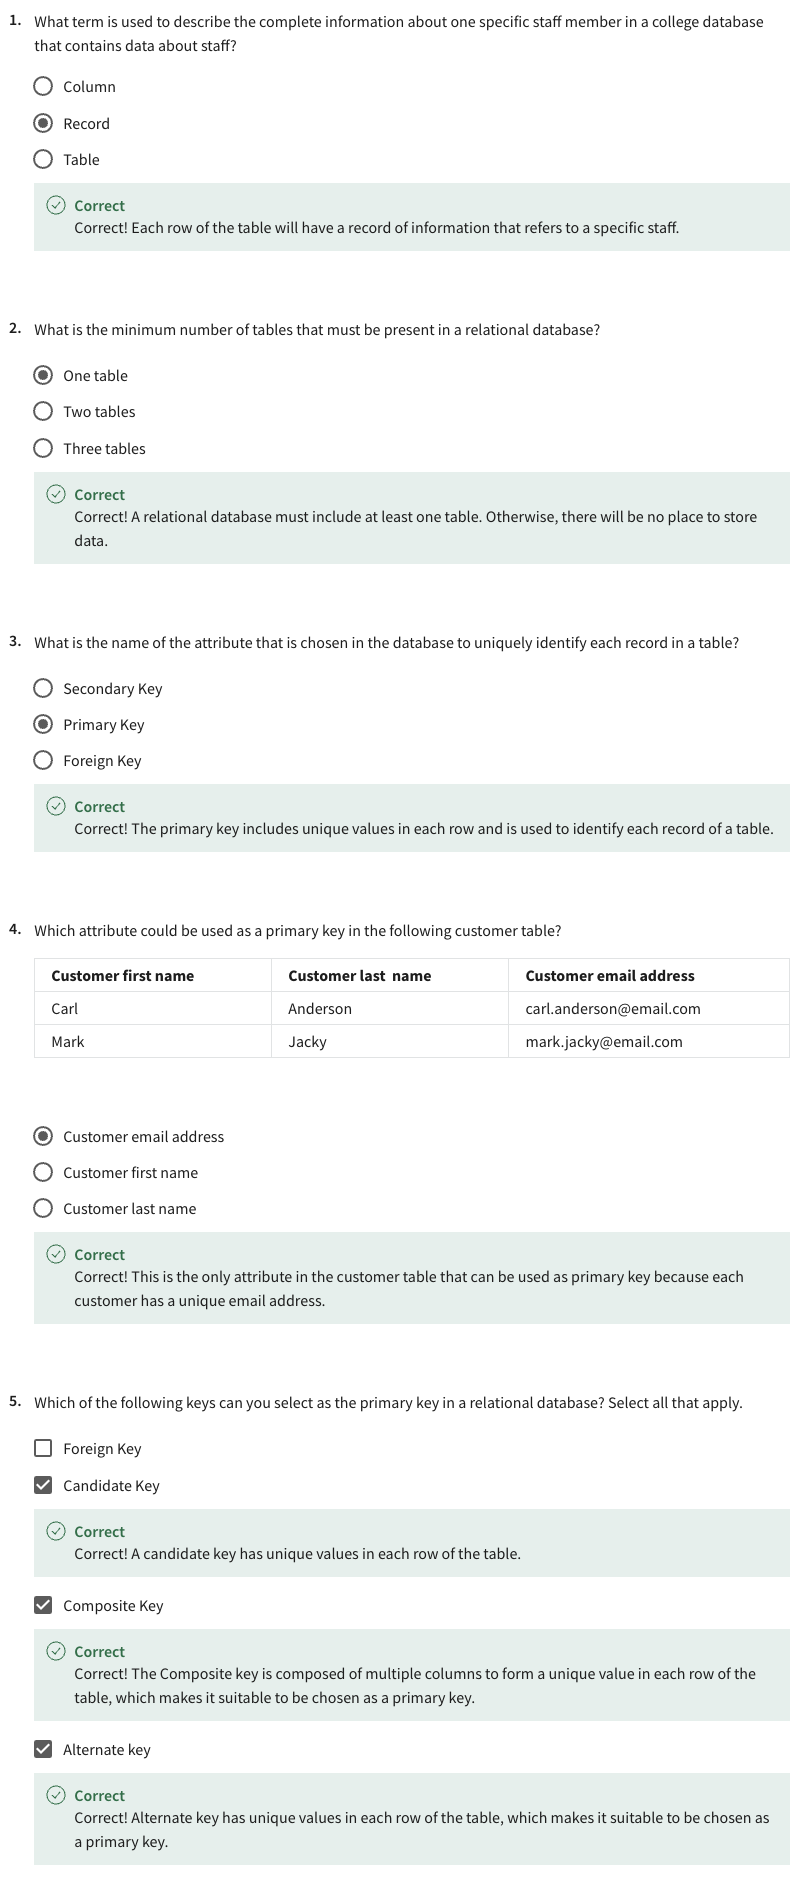 1. What term is used to describe the complete information about one specific staff member in a college database
that contains data about staff?
Column
Record
Table
Correct
Correct! Each row of the table will have a record of information that refers to a specific staff.
2. What is the minimum number of tables that must be present in a relational database?
One table
Two tables
Three tables
Correct
Correct! A relational database must include at least one table. Otherwise, there will be no place to store
data.
3. What is the name of the attribute that is chosen in the database to uniquely identify each record in a table?
Secondary Key
Primary Key
Foreign Key
Correct
Correct! The primary key includes unique values in each row and is used to identify each record of a table.
4. Which attribute could be used as a primary key in the following customer table?
Customer first name Customer last name Customer email address
Carl Anderson carl.anderson@email.com
Mark Jacky mark.jacky@email.com
Customer email address
Customer first name
Customer last name
Correct
Correct! This is the only attribute in the customer table that can be used as primary key because each
customer has a unique email address.
5. Which of the following keys can you select as the primary key in a relational database? Select all that apply.
Foreign Key
Candidate Key
Correct
Correct! A candidate key has unique values in each row of the table.
Composite Key
Correct
Correct! The Composite key is composed of multiple columns to form a unique value in each row of the
table, which makes it suitable to be chosen as a primary key.
Alternate key
Correct
Correct! Alternate key has unique values in each row of the table, which makes it suitable to be chosen as
a primary key.